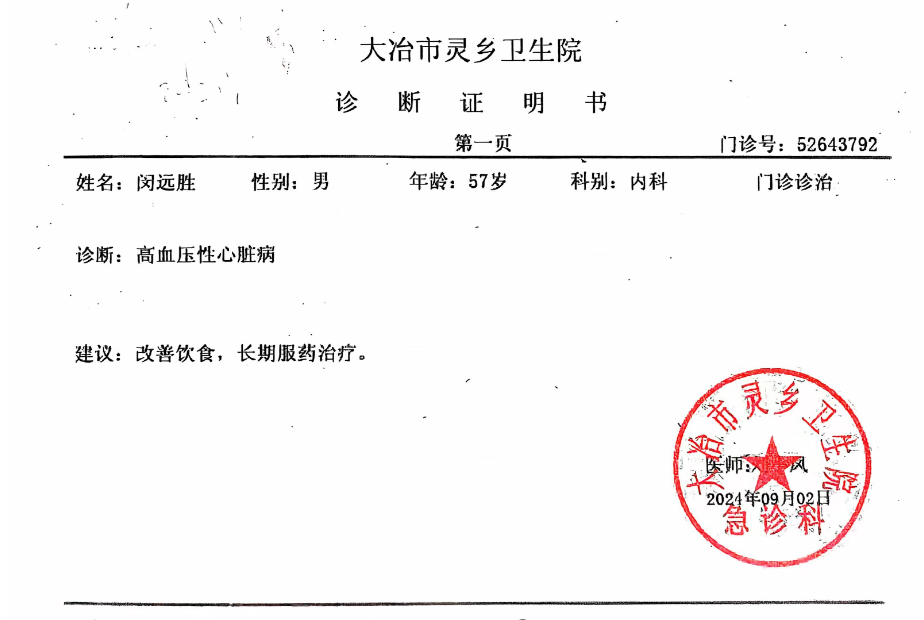 大冶市灵乡卫生院
诊断证明书
第一页
门诊号：52643792
姓名：闵远胜 性别：男 年龄：57岁 科别：内科 门诊诊治
诊断：高血压性心脏病
建议：改善饮食，长期服药治疗。
大冶市灵乡卫生院
医师: 凤
2024年09月02日
急诊科